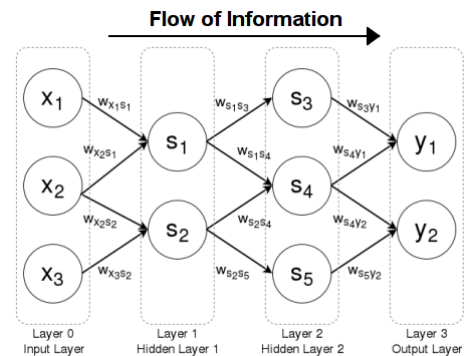 Flow of Information
x1
x2
x3
wx1s1
wx2s1
wx2s2
wx3s2
s1
s2
ws1s3
ws1s4
ws2s4
ws2s5
s3
s4
s5
ws3y1
ws4y1
ws4y2
ws5y2
y1
y2
Layer 0
Input Layer
Layer 1
Hidden Layer 1
Layer 2
Hidden Layer 2
Layer 3
Output Layer